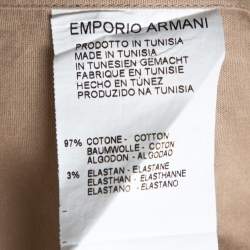 EMPORIO ARMANI
PRODOTTO IN TUNISIA
MADE IN TUNISIA
IN TUNESIEN GEMACHT
FABRIQUE EN TUNISIE
HECHO EN TÚNEZ
PRODUZIDO NA TUNISIA
97% COTONE - COTTON
BAUMWOLLE - COTON
ALGODON - ALGODAO
3% ELASTAN - ELASTANE
ELASTHAN - ELASTHANNE
ELASTANO - ELASTANO